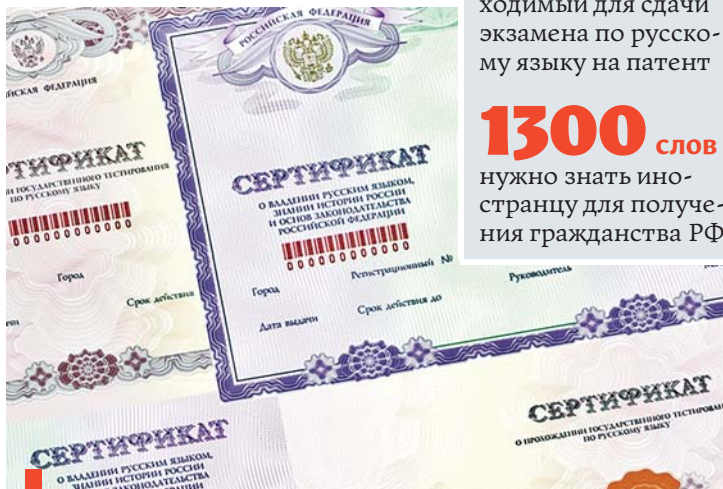 ходимый для сдачи
экзамена по русско-
му языку на патент
1300 слов
нужно знать ино-
странцу для получе-
ния гражданства РФ
РОССИЙСКАЯ ФЕДЕРАЦИЯ
СЕРТИФИКАТ
О ВЛАДЕНИИ РУССКИМ ЯЗЫКОМ,
ЗНАНИИ ИСТОРИИ РОССИИ
И ОСНОВ ЗАКОНОДАТЕЛЬСТВА
РОССИЙСКОЙ ФЕДЕРАЦИИ
000000000000
Город
Регистрационный №
Руководитель
Дата выдачи
Срок действия до
ФЕДЕРАЦИЯ
ГОСУДАРСТВЕННОГО ТЕСТИРОВАНИЯ
ПО РУССКОМУ ЯЗЫКУ
Город
Срок действия
СЕРТИФИКАТ
О ВЛАДЕНИИ РУССКИМ ЯЗЫКОМ,
ЗНАНИИ ИСТОРИИ РОССИИ
СЕРТИФИКАТ
О ПРОХОЖДЕНИИ ГОСУДАРСТВЕННОГО
ПО РУССКОМУ ЯЗЫКУ